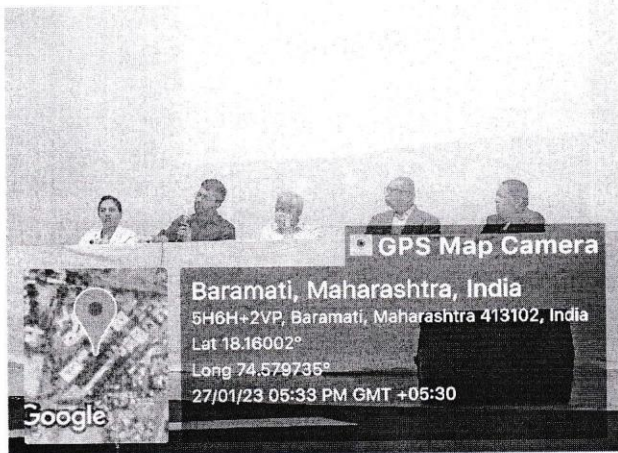 GPS Map Camera
Baramati, Maharashtra, India
5H6H+2VP, Baramati, Maharashtra 413102, India
Lat 18.16002°
Long 74.579735°
27/01/23 05:33 PM GMT +05:30
Google